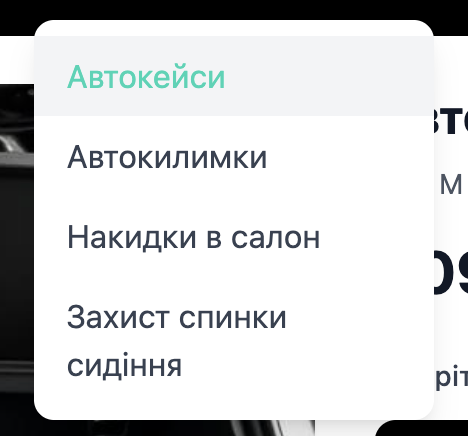 Автокейси
Автокилимки
Накидки в салон
Захист спинки
сидіння